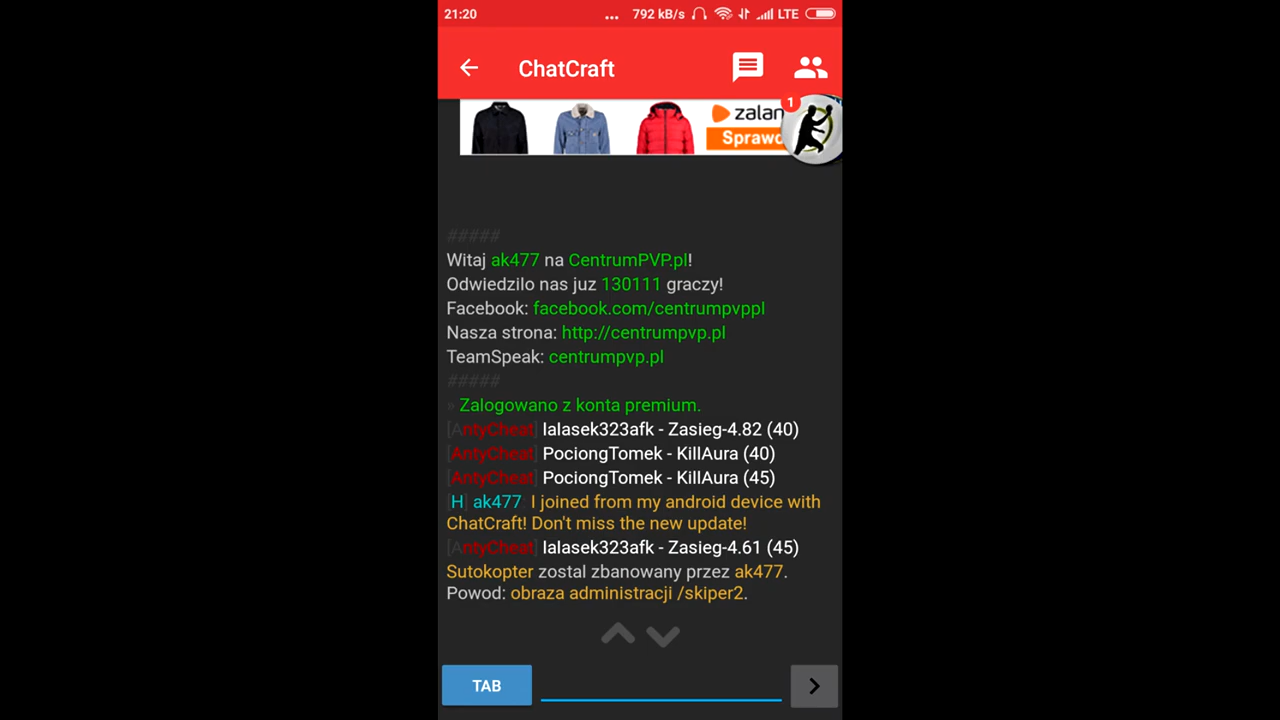 21:20 ... 792 kB/s LTE
ChatCraft
1
zalan
Sprawd
#####
Witaj ak477 na CentrumPVP.pl!
Odwiedzilo nas juz 130111 graczy!
Facebook: facebook.com/centrumpvppl
Nasza strona: http://centrumpvp.pl
TeamSpeak: centrumpvp.pl
#####
» Zalogowano z konta premium.
[AntyCheat] lalasek323afk - Zasieg-4.82 (40)
[AntyCheat] PociongTomek - KillAura (40)
[AntyCheat] PociongTomek - KillAura (45)
[H] ak477: I joined from my android device with
ChatCraft! Don't miss the new update!
[AntyCheat] lalasek323afk - Zasieg-4.61 (45)
Sutokopter zostal zbanowany przez ak477.
Powod: obraza administracji /skiper2.
TAB